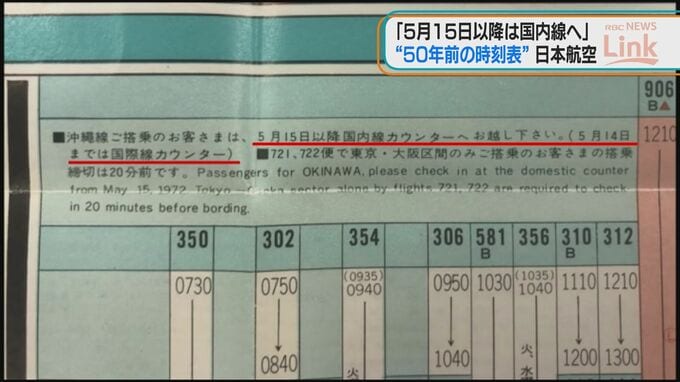 「5月15日以降は国内線へ」
RBC NEWS
Link
"50年前の時刻表" 日本航空
906
B▲
1210
■沖縄線ご搭乗のお客さまは、5月15日以降国内線カウンターへお越し下さい。(5月14日
までは国際線カウンター) ■721,722便で東京・大阪区間のみご搭乗のお客さまの搭乗
締切は20分前です。Passengers for OKINAWA, please check in at the domestic counter
from May 15, 1972. Tokyo-Osaka sector alone by flights 721, 722 are required to check
in 20 minutes before bording.
350 302 354 306 581 356 310 312
B B
0730 0750 (0935) 0940 0950 1030 (1035) 1040 1110 1210
0840 火、 1040 火、水 1200 1300